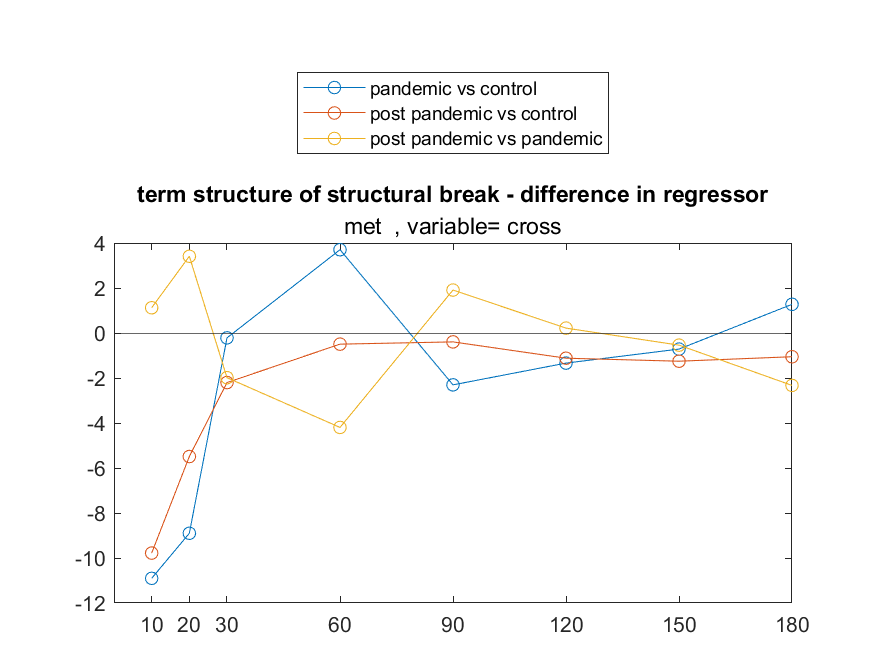 pandemic vs control
post pandemic vs control
post pandemic vs pandemic
term structure of structural break - difference in regressor
met  , variable= cross
4
2
0
-2
-4
-6
-8
-10
-12
10 20 30 60 90 120 150 180